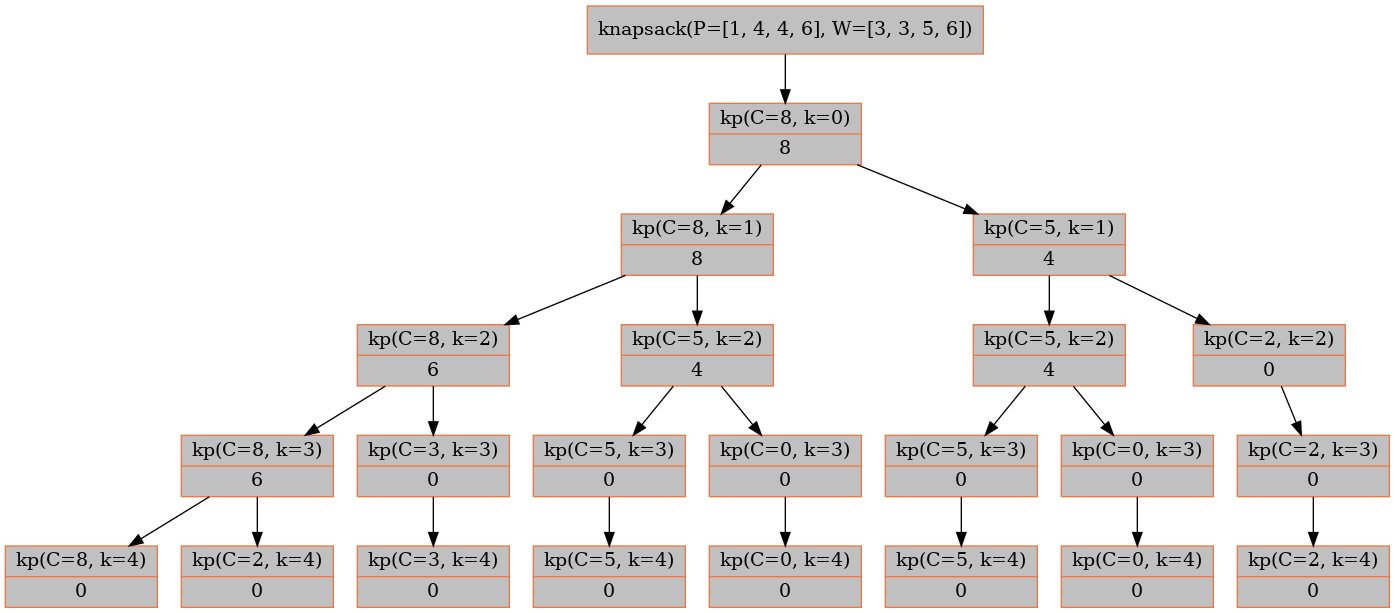 knapsack(P=[1, 4, 4, 6], W=[3, 3, 5, 6])
kp(C=8, k=0)
8
kp(C=8, k=1)
8
kp(C=5, k=1)
4
kp(C=8, k=2)
6
kp(C=5, k=2)
4
kp(C=5, k=2)
4
kp(C=2, k=2)
0
kp(C=8, k=3)
6
kp(C=3, k=3)
0
kp(C=5, k=3)
0
kp(C=0, k=3)
0
kp(C=5, k=3)
0
kp(C=0, k=3)
0
kp(C=2, k=3)
0
kp(C=8, k=4)
0
kp(C=2, k=4)
0
kp(C=3, k=4)
0
kp(C=5, k=4)
0
kp(C=0, k=4)
0
kp(C=5, k=4)
0
kp(C=0, k=4)
0
kp(C=2, k=4)
0